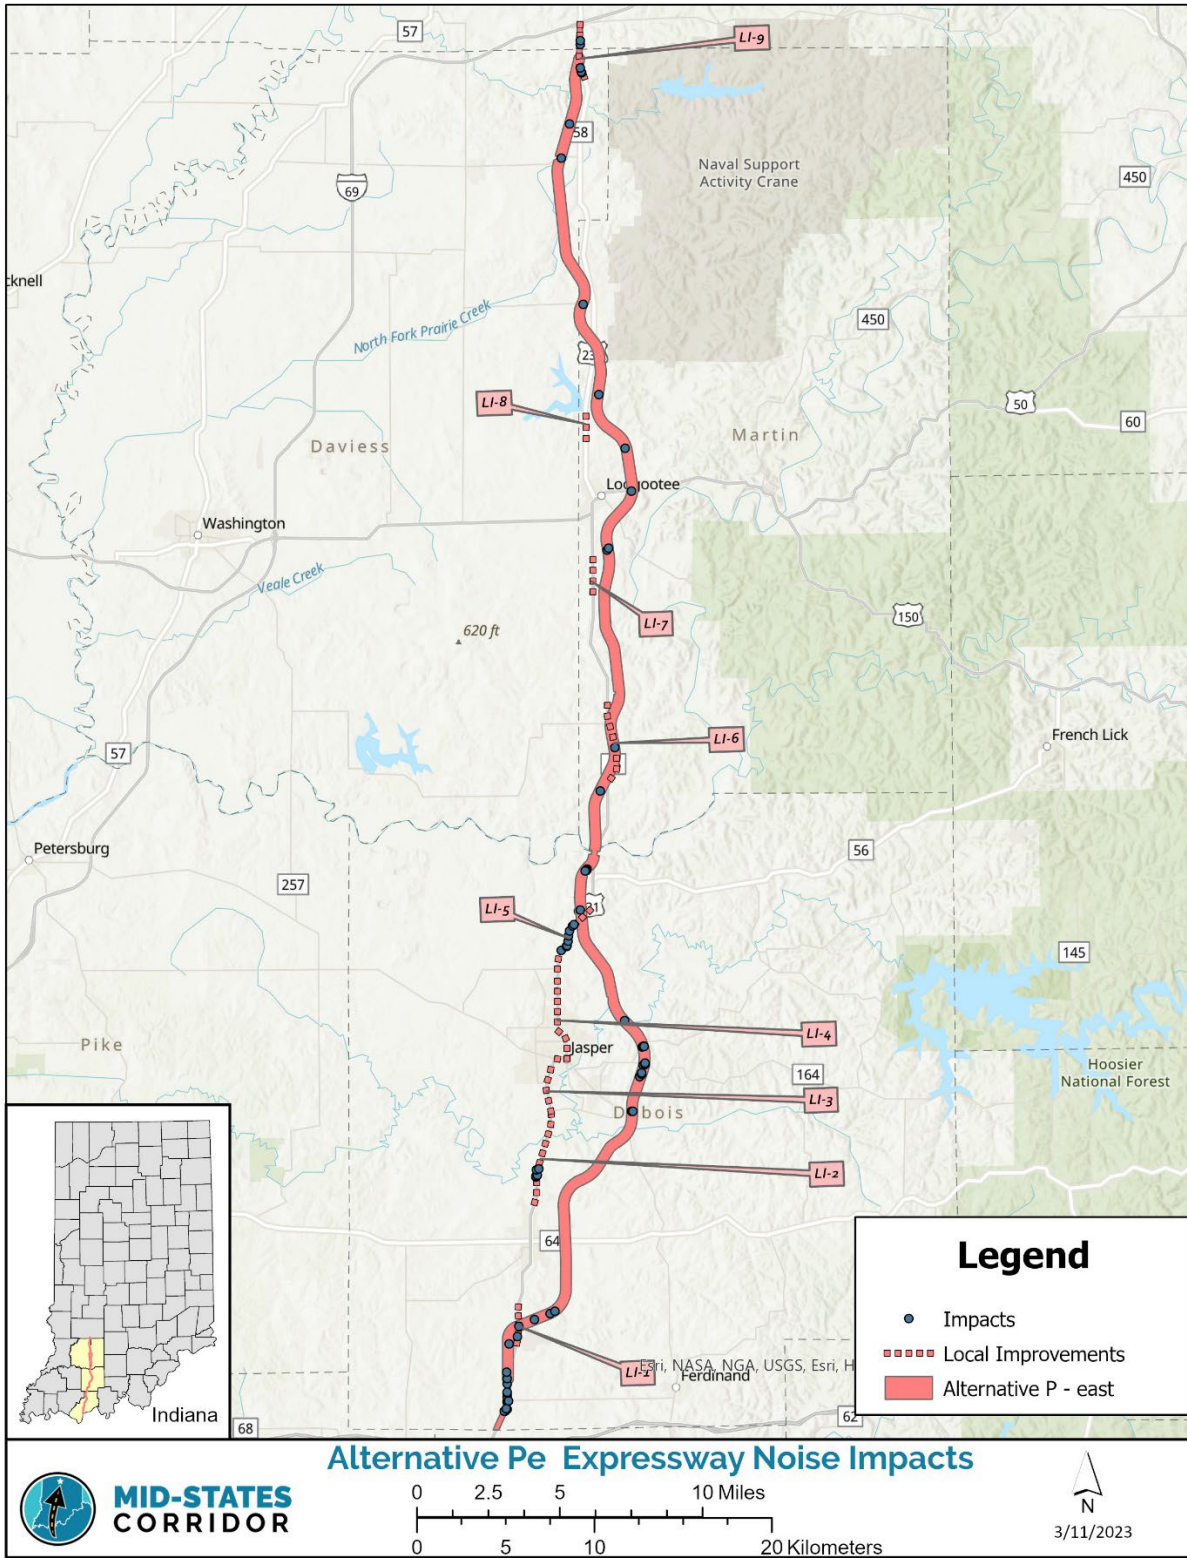 57
LI-9
58
Naval Support
Activity Crane
450
69
cknell
North Fork Prairie Creek
450
23
LI-8
50
60
Daviess
Martin
Loogootee
Washington
Veale Creek
LI-7
150
620 ft
57
LI-6
French Lick
Petersburg
56
257
LI-5
31
145
LI-4
Pike
Jasper
164
Hoosier
National Forest
LI-3
Dubois
LI-2
64
Legend
Impacts
Local Improvements
Alternative P - east
LI-1
Esri, NASA, NGA, USGS, Esri, H
Ferdinand
62
68
Indiana
Alternative Pe Expressway Noise Impacts
MID-STATES
CORRIDOR
0 2.5 5 10 Miles
0 5 10 20 Kilometers
N
3/11/2023